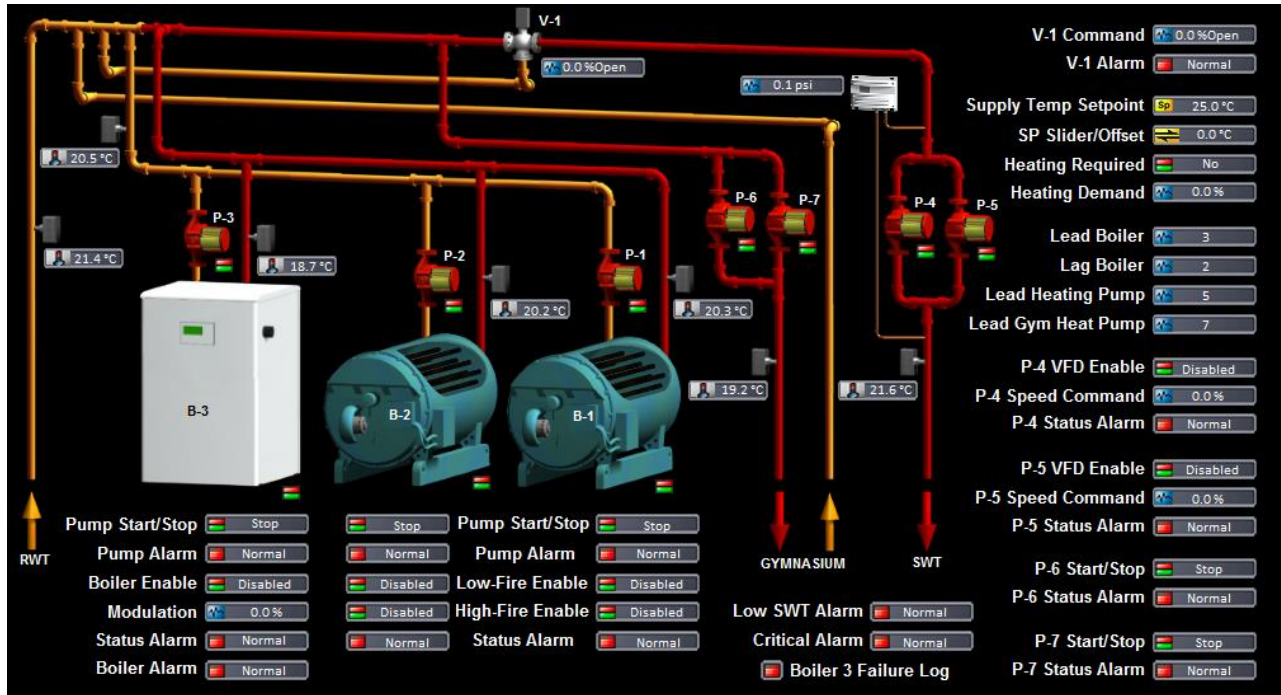 V-1
0.0 %Open
0.1 psi
20.5 °C
P-3
21.4 °C
18.7 °C
P-2
20.2 °C
P-1
20.3 °C
P-6
P-7
P-4
P-5
19.2 °C
21.6 °C
B-3
B-2
B-1
RWT
GYMNASIUM
SWT
Pump Start/Stop Stop
Pump Alarm Normal
Boiler Enable Disabled
Modulation 0.0 %
Status Alarm Normal
Boiler Alarm Normal
Stop Pump Start/Stop Stop
Normal Pump Alarm Normal
Disabled Low-Fire Enable Disabled
Disabled High-Fire Enable Disabled
Normal Status Alarm Normal
Low SWT Alarm Normal
Critical Alarm Normal
Boiler 3 Failure Log
V-1 Command 0.0 %Open
V-1 Alarm Normal
Supply Temp Setpoint Sp 25.0 °C
SP Slider/Offset 0.0 °C
Heating Required No
Heating Demand 0.0 %
Lead Boiler 3
Lag Boiler 2
Lead Heating Pump 5
Lead Gym Heat Pump 7
P-4 VFD Enable Disabled
P-4 Speed Command 0.0 %
P-4 Status Alarm Normal
P-5 VFD Enable Disabled
P-5 Speed Command 0.0 %
P-5 Status Alarm Normal
P-6 Start/Stop Stop
P-6 Status Alarm Normal
P-7 Start/Stop Stop
P-7 Status Alarm Normal